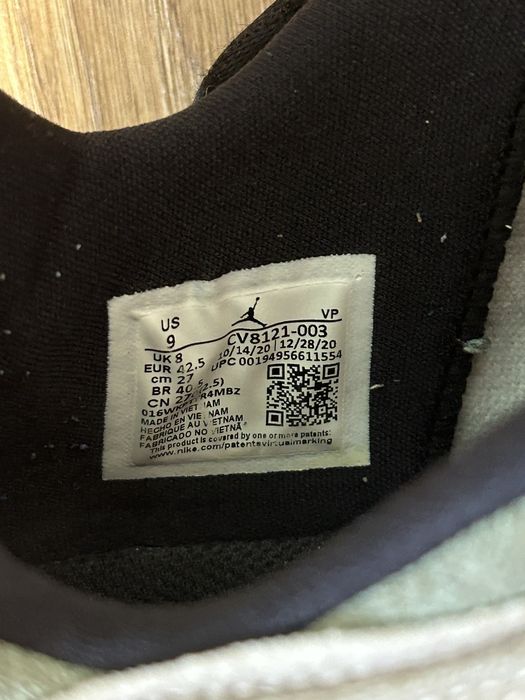 US VP
9 CV8121-003
UK 8 10/14/20 12/28/20
EUR 42.5 UPC 00194956611554
cm 27
BR 40.5
CN
MADE IN VIETNAM
HECHO EN VIETNAM
FABRIQUE AU VIETNAM
FABRICADO NO VIETNÃ
This product is covered by one or more patents:
www.nike.com/patentsvirtualmarking